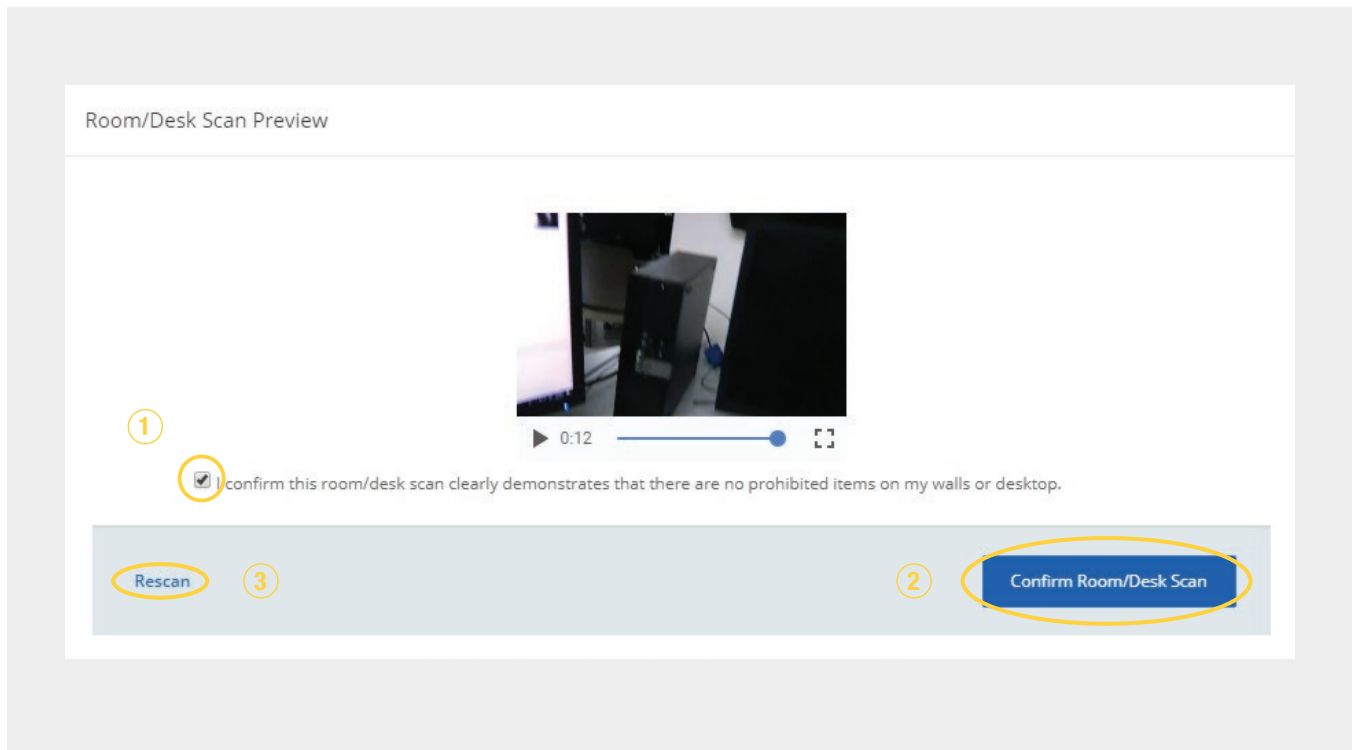 Room/Desk Scan Preview
0:12
①
I confirm this room/desk scan clearly demonstrates that there are no prohibited items on my walls or desktop.
Rescan
③
②
Confirm Room/Desk Scan